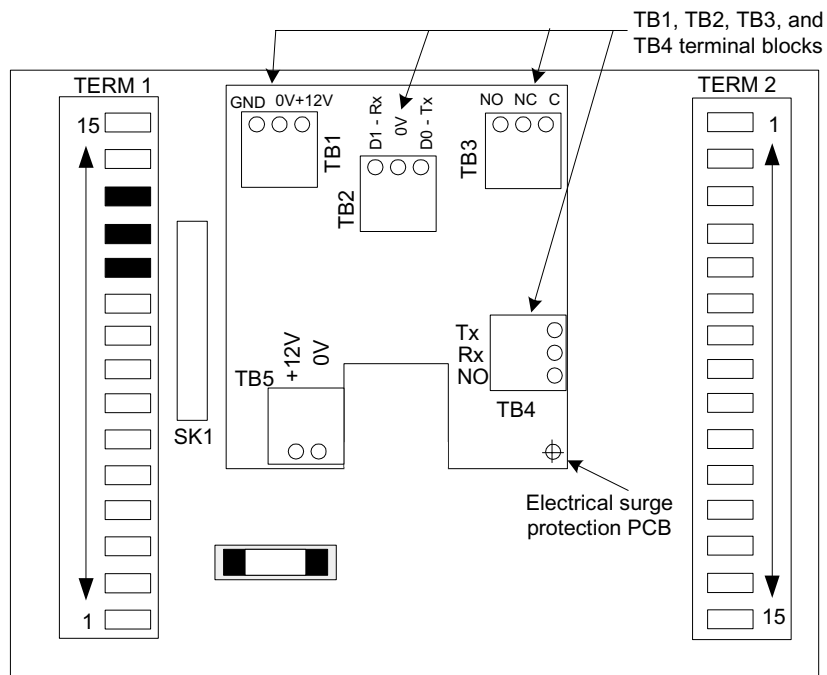 TB1, TB2, TB3, and
TB4 terminal blocks
TERM 1
TERM 2
GND 0V+12V
D1 - Rx
0V
D0 - Tx
NO NC C
15
1
TB1
TB2
TB3
Tx
Rx
NO
TB4
+12V
0V
TB5
SK1
Electrical surge
protection PCB
1
15